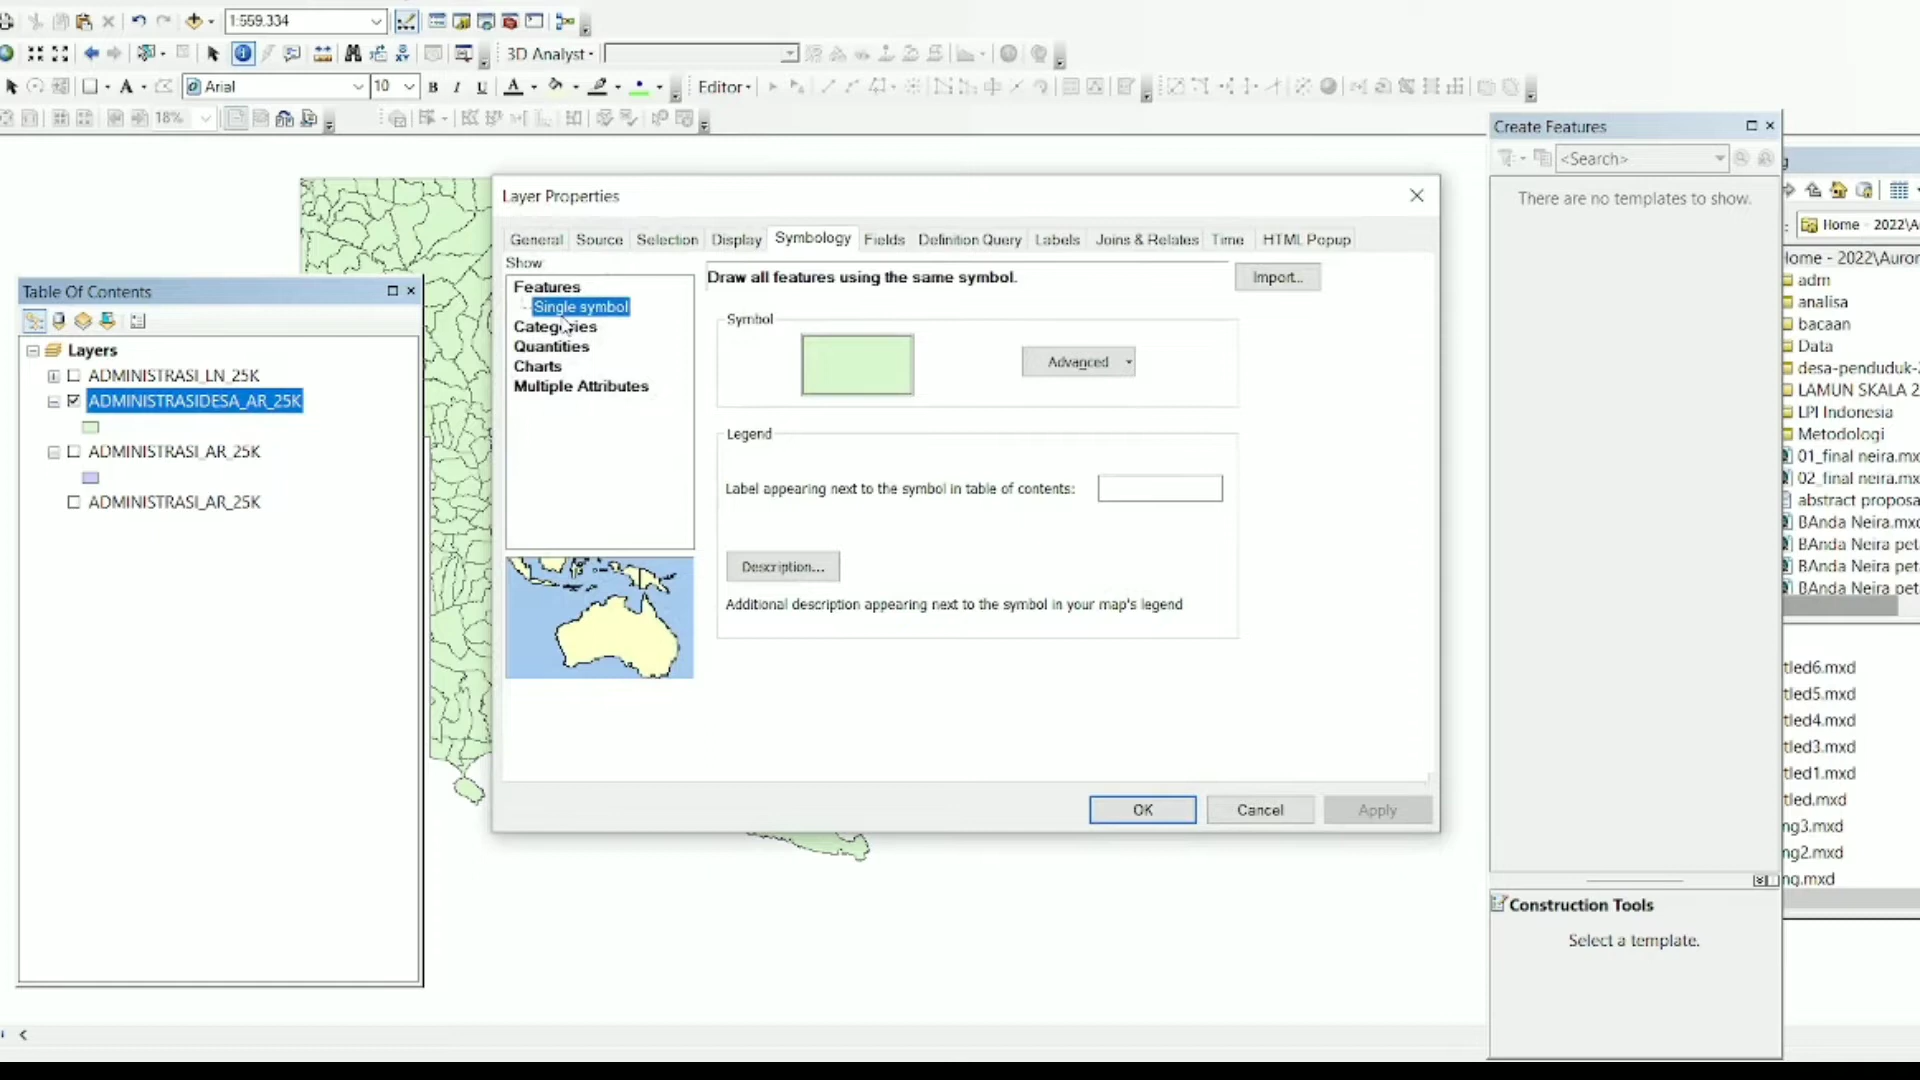 1:559.334
3D Analyst
Arial 10 B I U A Editor
18%
Create Features
<Search>
There are no templates to show.
Layer Properties
General Source Selection Display Symbology Fields Definition Query Labels Joins & Relates Time HTML Popup
Show:
Features
Single symbol
Categories
Quantities
Charts
Multiple Attributes
Draw all features using the same symbol.
Import...
Symbol
Advanced
Legend
Label appearing next to the symbol in table of contents:
Description...
Additional description appearing next to the symbol in your map's legend
OK Cancel Apply
Table Of Contents
Layers
ADMINISTRASI_LN_25K
ADMINISTRASIDESA_AR_25K
ADMINISTRASI_AR_25K
ADMINISTRASI_AR_25K
Home - 2022\A
Home - 2022\Auror
adm
analisa
bacaan
Data
desa-penduduk-2
LAMUN SKALA 2
LPI Indonesia
Metodologi
01_final neira.mx
02_final neira.mx
abstract proposa
BAnda Neira.mxd
BAnda Neira pet
BAnda Neira pet
BAnda Neira pet
tled6.mxd
tled5.mxd
tled4.mxd
tled3.mxd
tled1.mxd
tled.mxd
ng3.mxd
ng2.mxd
ng.mxd
Construction Tools
Select a template.